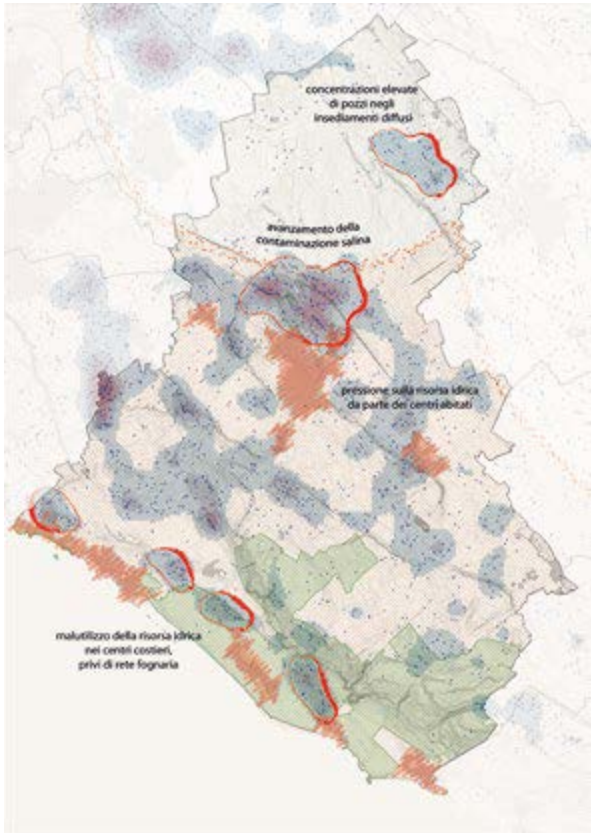 concentrazioni elevate
di pozzi negli
insediamenti diffusi
avanzamento della
contaminazione salina
pressione sulla risorsa idrica
da parte dei centri abitati
malutilizzo della risorsa idrica
nei centri costieri,
privi di rete fognaria